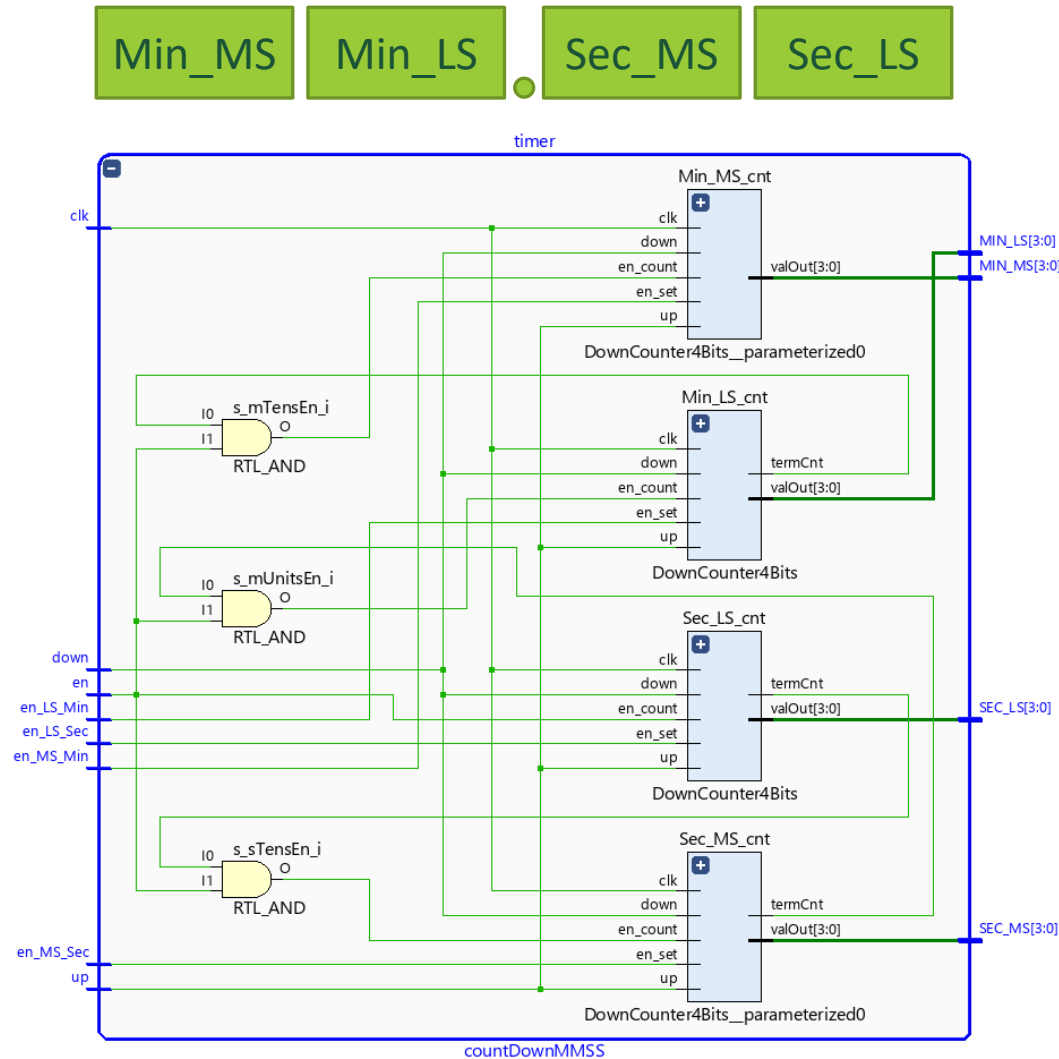 Min_MS Min_LS Sec_MS Sec_LS
timer
Min_MS_cnt
clk
clk
down
en_count
en_set
up
valOut[3:0]
MIN_LS[3:0]
MIN_MS[3:0]
DownCounter4Bits__parameterized0
s_mTensEn_i
I0
I1
O
RTL_AND
Min_LS_cnt
clk
down
en_count
en_set
up
termCnt
valOut[3:0]
DownCounter4Bits
s_mUnitsEn_i
I0
I1
O
RTL_AND
down
en
en_LS_Min
en_LS_Sec
en_MS_Min
Sec_LS_cnt
clk
down
en_count
en_set
up
termCnt
valOut[3:0]
SEC_LS[3:0]
DownCounter4Bits
s_sTensEn_i
I0
I1
O
RTL_AND
Sec_MS_cnt
clk
down
en_count
en_set
up
termCnt
valOut[3:0]
SEC_MS[3:0]
en_MS_Sec
up
DownCounter4Bits__parameterized0
countDownMMSS